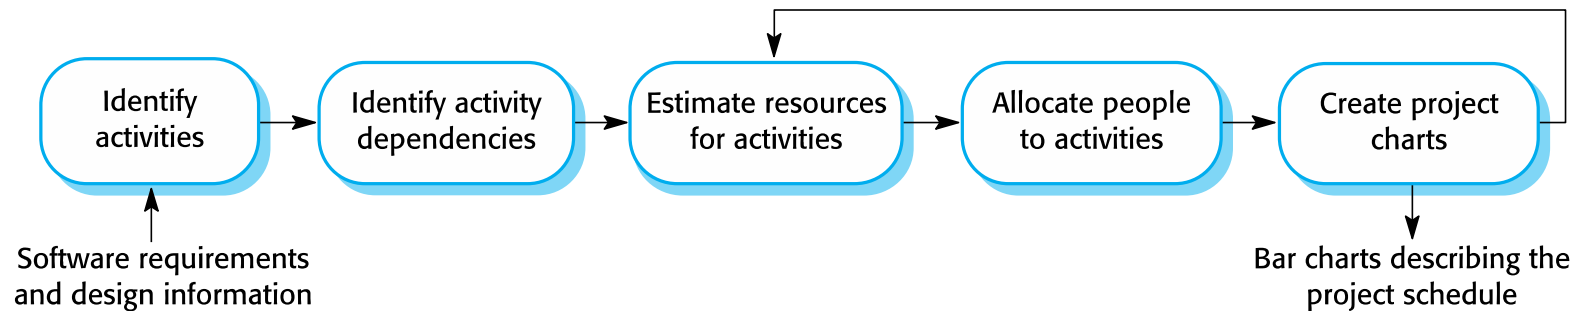 Identify
activities
Identify activity
dependencies
Estimate resources
for activities
Allocate people
to activities
Create project
charts
Software requirements
and design information
Bar charts describing the
project schedule